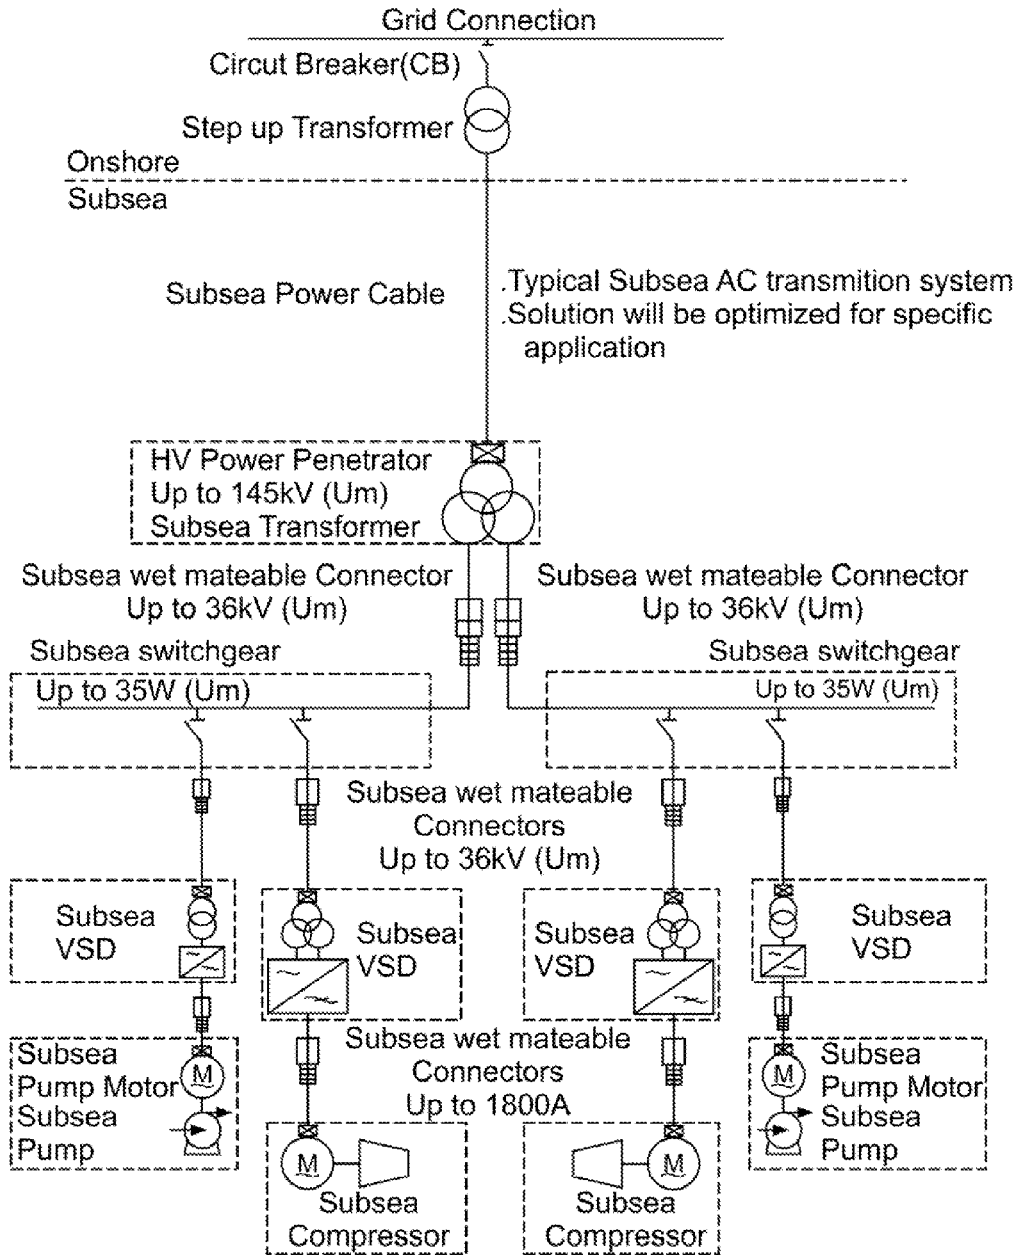 Grid Connection
Circut Breaker(CB)
Step up Transformer
Onshore
Subsea
Subsea Power Cable
.Typical Subsea AC transmition system
.Solution will be optimized for specific
application
HV Power Penetrator
Up to 145kV (Um)
Subsea Transformer
Subsea wet mateable Connector
Up to 36kV (Um)
Subsea wet mateable Connector
Up to 36kV (Um)
Subsea switchgear
Up to 35W (Um)
Subsea switchgear
Up to 35W (Um)
Subsea wet mateable
Connectors
Up to 36kV (Um)
Subsea
VSD
Subsea
VSD
Subsea
VSD
Subsea
VSD
Subsea wet mateable
Connectors
Up to 1800A
Subsea
Pump Motor
M
Subsea
Pump
M
Subsea
Compressor
M
Subsea
Compressor
M
Subsea
Pump Motor
Subsea
Pump